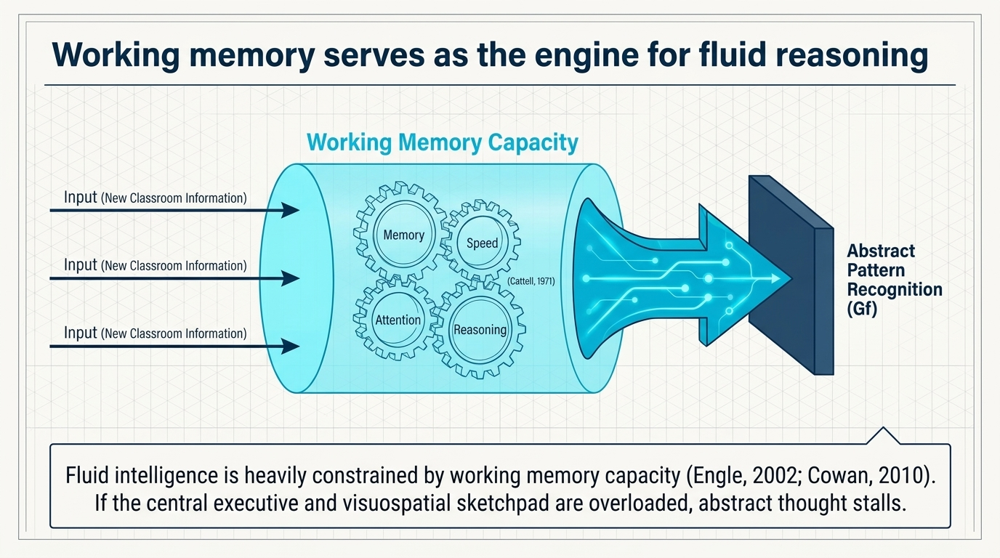 Working memory serves as the engine for fluid reasoning
Working Memory Capacity
Input (New Classroom Information)
Input (New Classroom Information)
Input (New Classroom Information)
Memory
Speed
(Cattell, 1971)
Attention
Reasoning
Abstract
Pattern
Recognition
(Gf)
Fluid intelligence is heavily constrained by working memory capacity (Engle, 2002; Cowan, 2010).
If the central executive and visuospatial sketchpad are overloaded, abstract thought stalls.